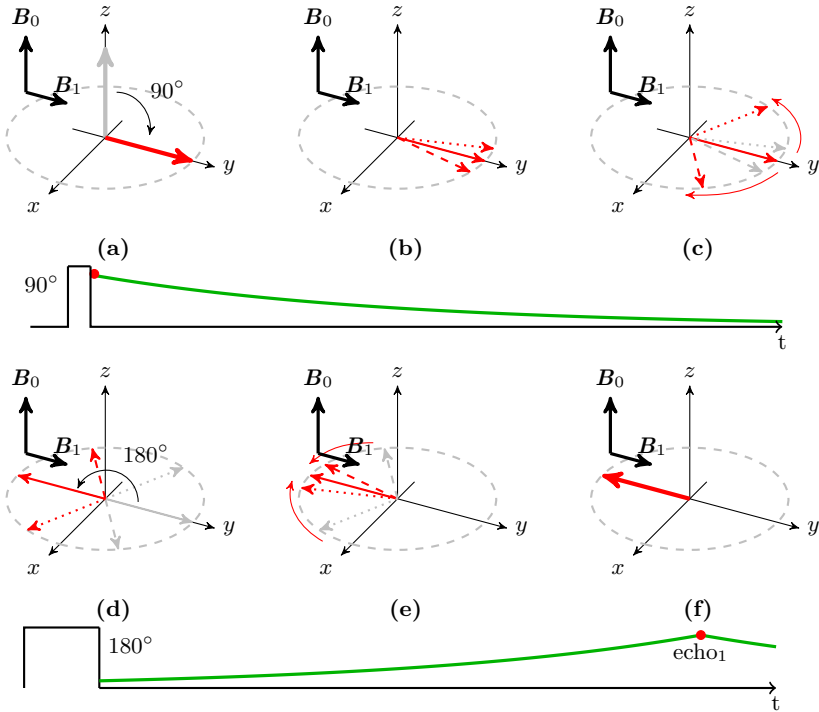 B0 z B1 90° y x
(a)
B0 z B1 y x
(b)
B0 z B1 y x
(c)
90° t
B0 z B1 180° y x
(d)
B0 z B1 y x
(e)
B0 z B1 y x
(f)
180° echo1 t